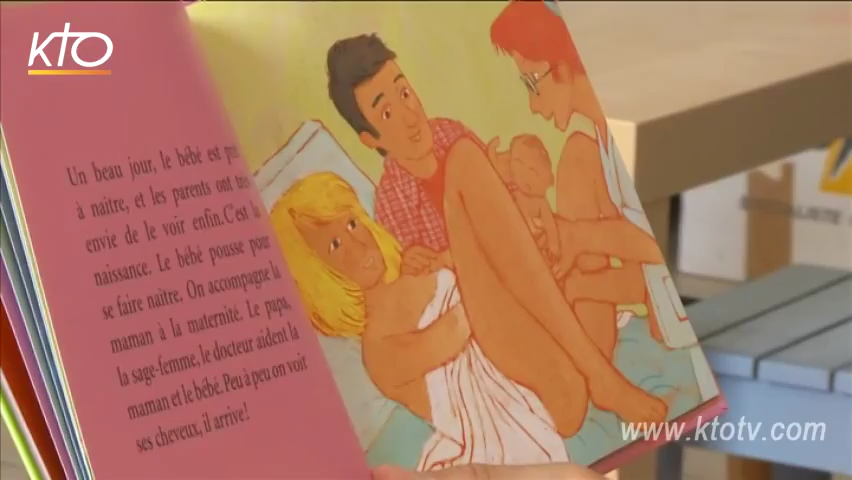 KTO
Un beau jour, le bébé est
à naitre, et les parents ont
envie de le voir enfin. C'est la
naissance. Le bébé pousse pour
se faire naître. On accompagne la
maman à la maternité. Le papa,
la sage-femme, le docteur aident la
maman et le bébé. Peu à peu on voir
ses cheveux, il arrive!
www.ktotv.com